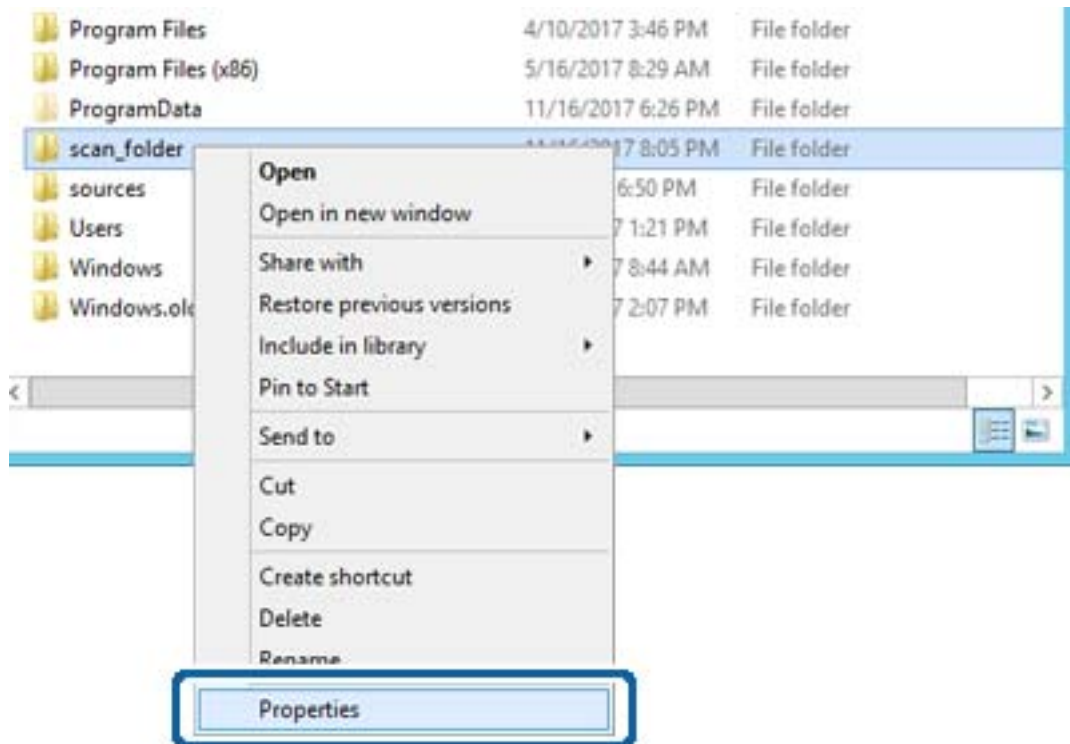 Program Files 4/10/2017 3:46 PM File folder
Program Files (x86) 5/16/2017 8:29 AM File folder
ProgramData 11/16/2017 6:26 PM File folder
scan_folder 7 8:05 PM File folder
Open
sources 6:50 PM File folder
Open in new window
Users 7 1:21 PM File folder
Share with
Windows 7 8:44 AM File folder
Restore previous versions
Windows.old 7 2:07 PM File folder
Include in library
Pin to Start
Send to
Cut
Copy
Create shortcut
Delete
Rename
Properties